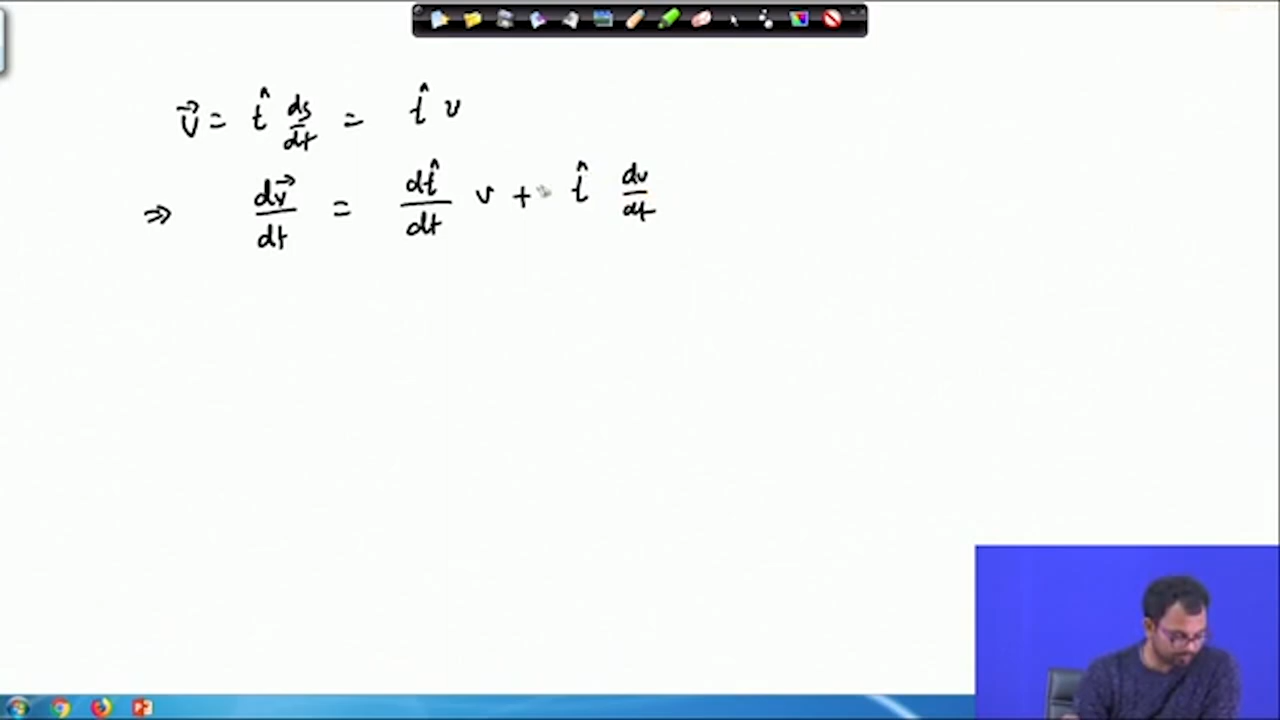 v⃗ = t̂ ds/dt = t̂ v
⇒ dv⃗/dt = dt̂/dt v + t̂ dv/dt